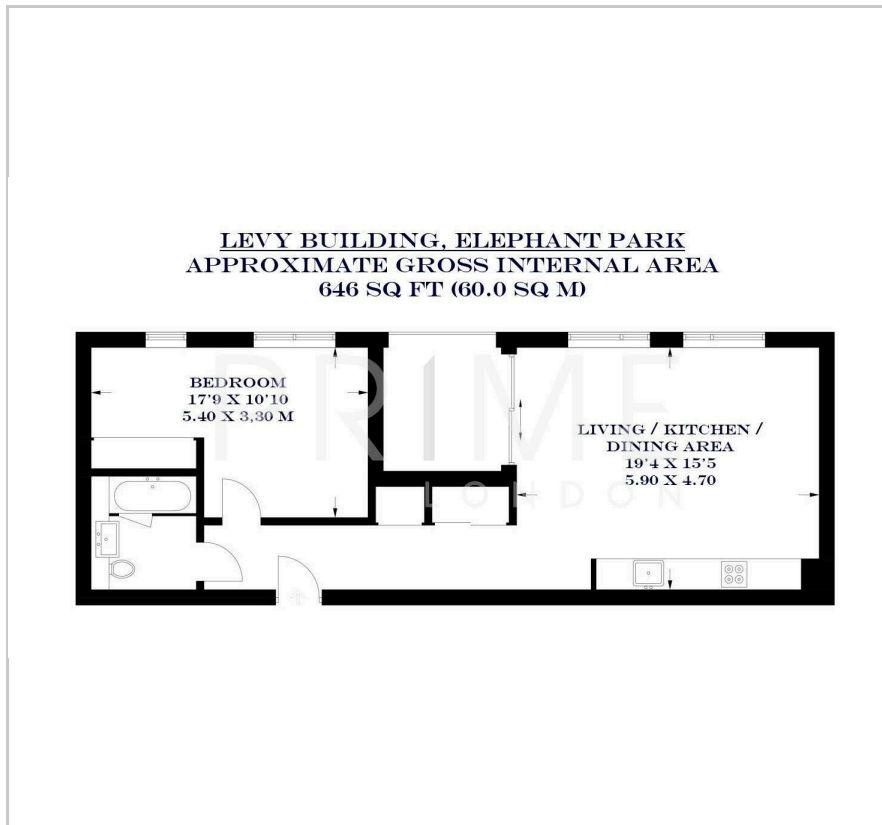 LEVY BUILDING, ELEPHANT PARK
APPROXIMATE GROSS INTERNAL AREA
646 SQ FT (60.0 SQ M)
PRIME
LONDON
BEDROOM
17'9 X 10'10
5.40 X 3,30 M
LIVING / KITCHEN /
DINING AREA
19'4 X 15'5
5.90 X 4.70